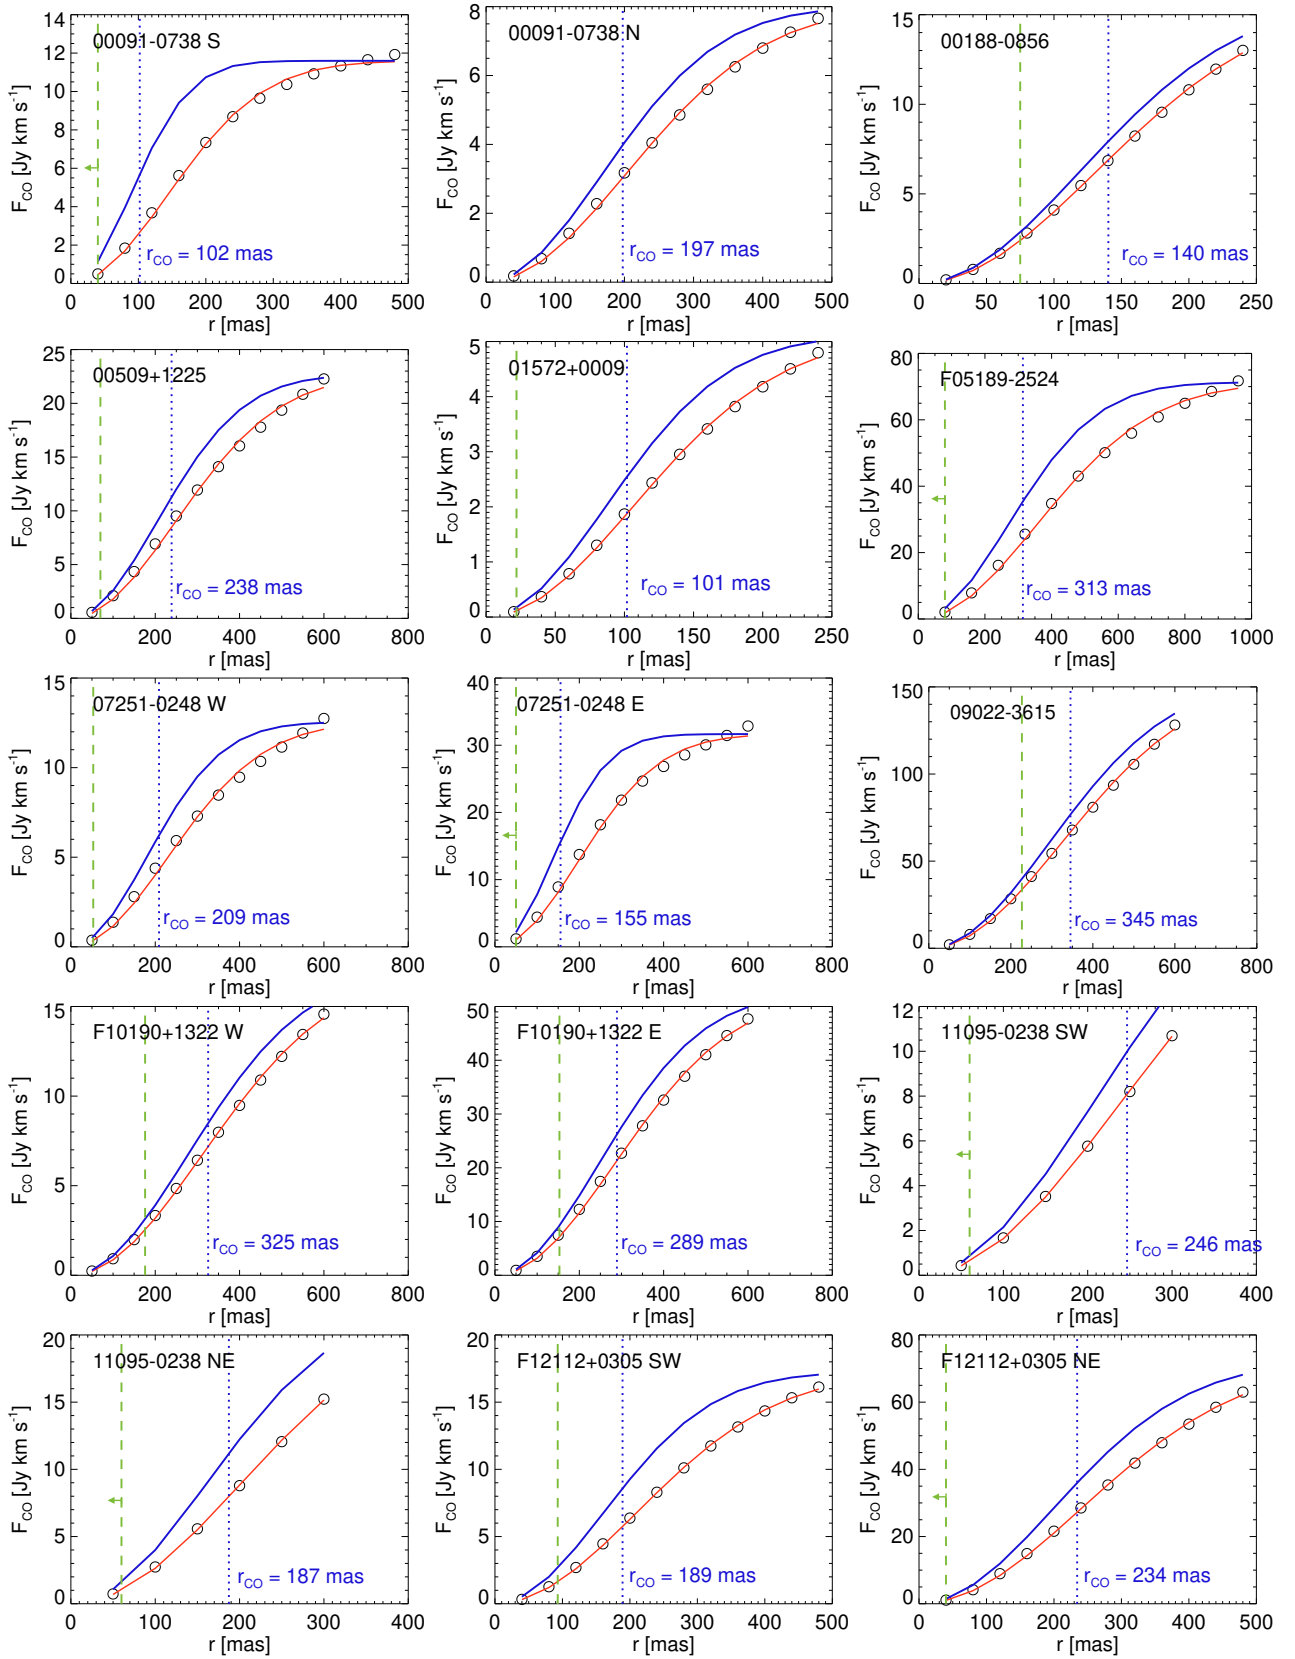 00091-0738 S
F_CO [Jy km s^-1]
14
12
10
8
6
4
2
0
r_CO = 102 mas
0 100 200 300 400 500
r [mas]
00091-0738 N
F_CO [Jy km s^-1]
8
6
4
2
0
r_CO = 197 mas
0 100 200 300 400 500
r [mas]
00188-0856
F_CO [Jy km s^-1]
15
10
5
0
r_CO = 140 mas
0 50 100 150 200 250
r [mas]
00509+1225
F_CO [Jy km s^-1]
25
20
15
10
5
0
r_CO = 238 mas
0 200 400 600 800
r [mas]
01572+0009
F_CO [Jy km s^-1]
5
4
3
2
1
0
r_CO = 101 mas
0 50 100 150 200 250
r [mas]
F05189-2524
F_CO [Jy km s^-1]
80
60
40
20
0
r_CO = 313 mas
0 200 400 600 800 1000
r [mas]
07251-0248 W
F_CO [Jy km s^-1]
15
10
5
0
r_CO = 209 mas
0 200 400 600 800
r [mas]
07251-0248 E
F_CO [Jy km s^-1]
40
30
20
10
0
r_CO = 155 mas
0 200 400 600 800
r [mas]
09022-3615
F_CO [Jy km s^-1]
150
100
50
0
r_CO = 345 mas
0 200 400 600 800
r [mas]
F10190+1322 W
F_CO [Jy km s^-1]
15
10
5
0
r_CO = 325 mas
0 200 400 600 800
r [mas]
F10190+1322 E
F_CO [Jy km s^-1]
50
40
30
20
10
0
r_CO = 289 mas
0 200 400 600 800
r [mas]
11095-0238 SW
F_CO [Jy km s^-1]
12
10
8
6
4
2
0
r_CO = 246 mas
0 100 200 300 400
r [mas]
11095-0238 NE
F_CO [Jy km s^-1]
20
15
10
5
0
r_CO = 187 mas
0 100 200 300 400
r [mas]
F12112+0305 SW
F_CO [Jy km s^-1]
20
15
10
5
0
r_CO = 189 mas
0 100 200 300 400 500
r [mas]
F12112+0305 NE
F_CO [Jy km s^-1]
80
60
40
20
0
r_CO = 234 mas
0 100 200 300 400 500
r [mas]